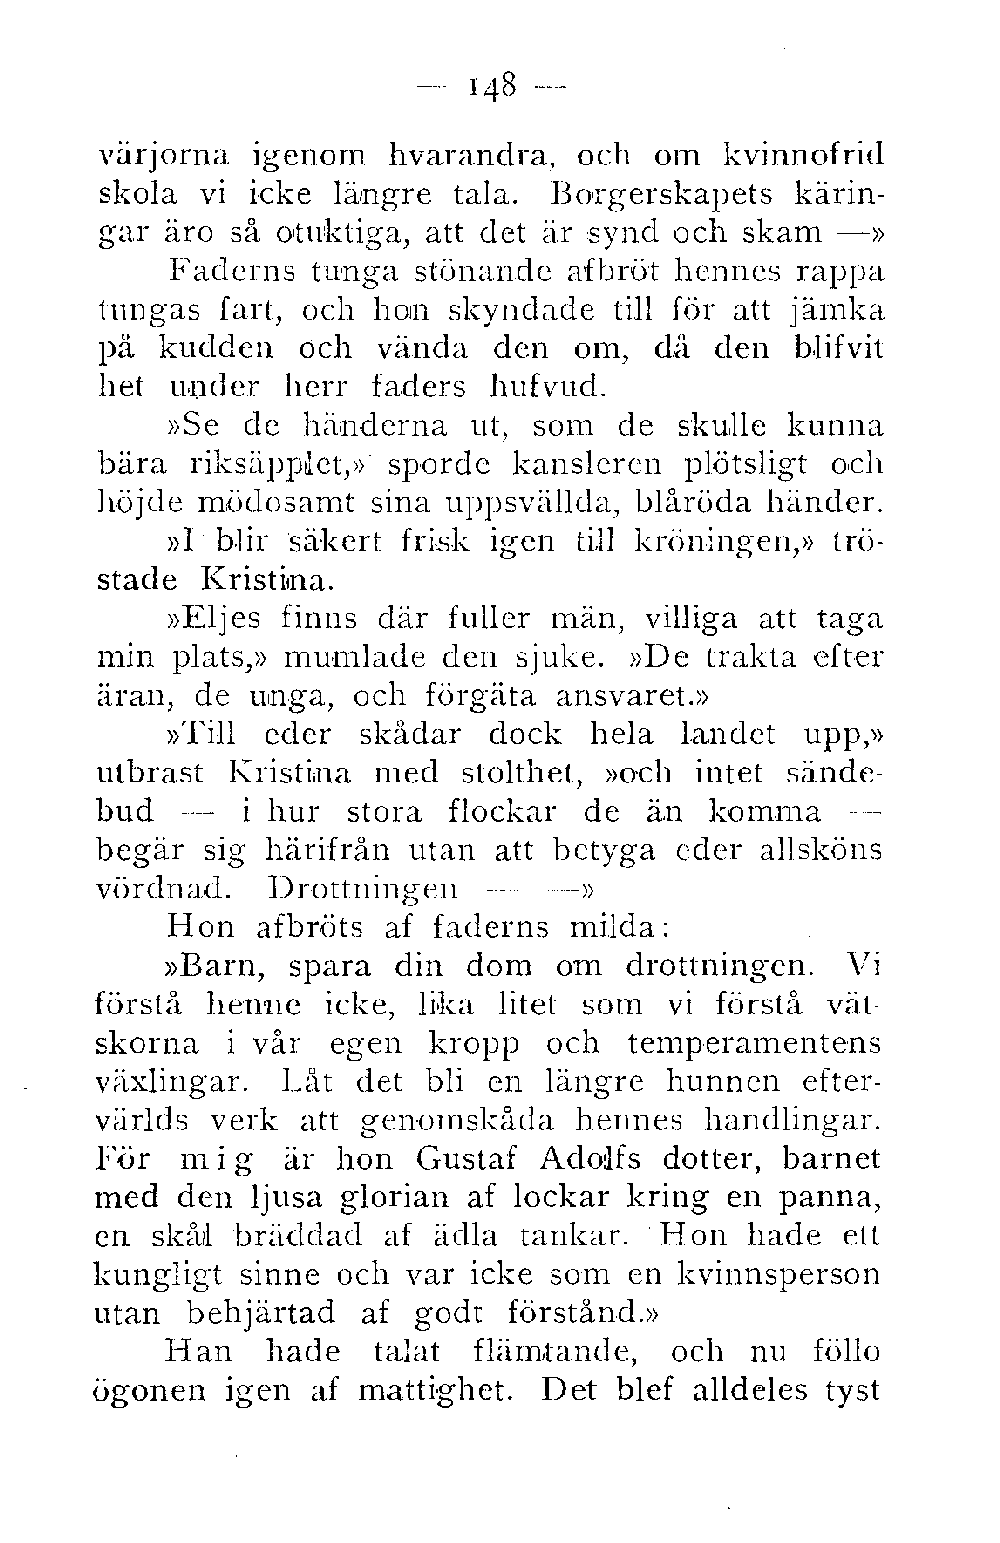 — 148 —
värjorna igenom hvarandra, och om kvinnofrid
skola vi icke längre tala. Borgerskapets kärin-
gar äro så otuktiga, att det är synd och skam —»
Faderns tunga stönande afbröt hennes rappa
tungas fart, och hon skyndade till för att jämka
på kudden och vända den om, då den blifvit
het under herr faders hufvud.
»Se de händerna ut, som de skulle kunna
bära riksäpplet,» sporde kansleren plötsligt och
höjde mödosamt sina uppsvällda, blåröda händer.
»I blir säkert frisk igen till kröningen,» trö-
stade Kristina.
»Eljes finns där fuller män, villiga att taga
min plats,» mumlade den sjuke. »De trakta efter
äran, de unga, och förgäta ansvaret.»
»Till eder skådar dock hela landet upp,»
utbrast Kristina med stolthet, »och intet sände-
bud — i hur stora flockar de än komma —
begär sig härifrån utan att betyga eder allsköns
vördnad. Drottningen — —»
Hon afbröts af faderns milda:
»Barn, spara din dom om drottningen. Vi
förstå henne icke, lika litet som vi förstå vät-
skorna i vår egen kropp och temperamentens
växlingar. Låt det bli en längre hunnen efter-
världs verk att genomskåda hennes handlingar.
För mig är hon Gustaf Adolfs dotter, barnet
med den ljusa glorian af lockar kring en panna,
en skål bräddad af ädla tankar. Hon hade ett
kungligt sinne och var icke som en kvinnsperson
utan behjärtad af godt förstånd.»
Han hade talat flämtande, och nu föllo
ögonen igen af mattighet. Det blef alldeles tyst